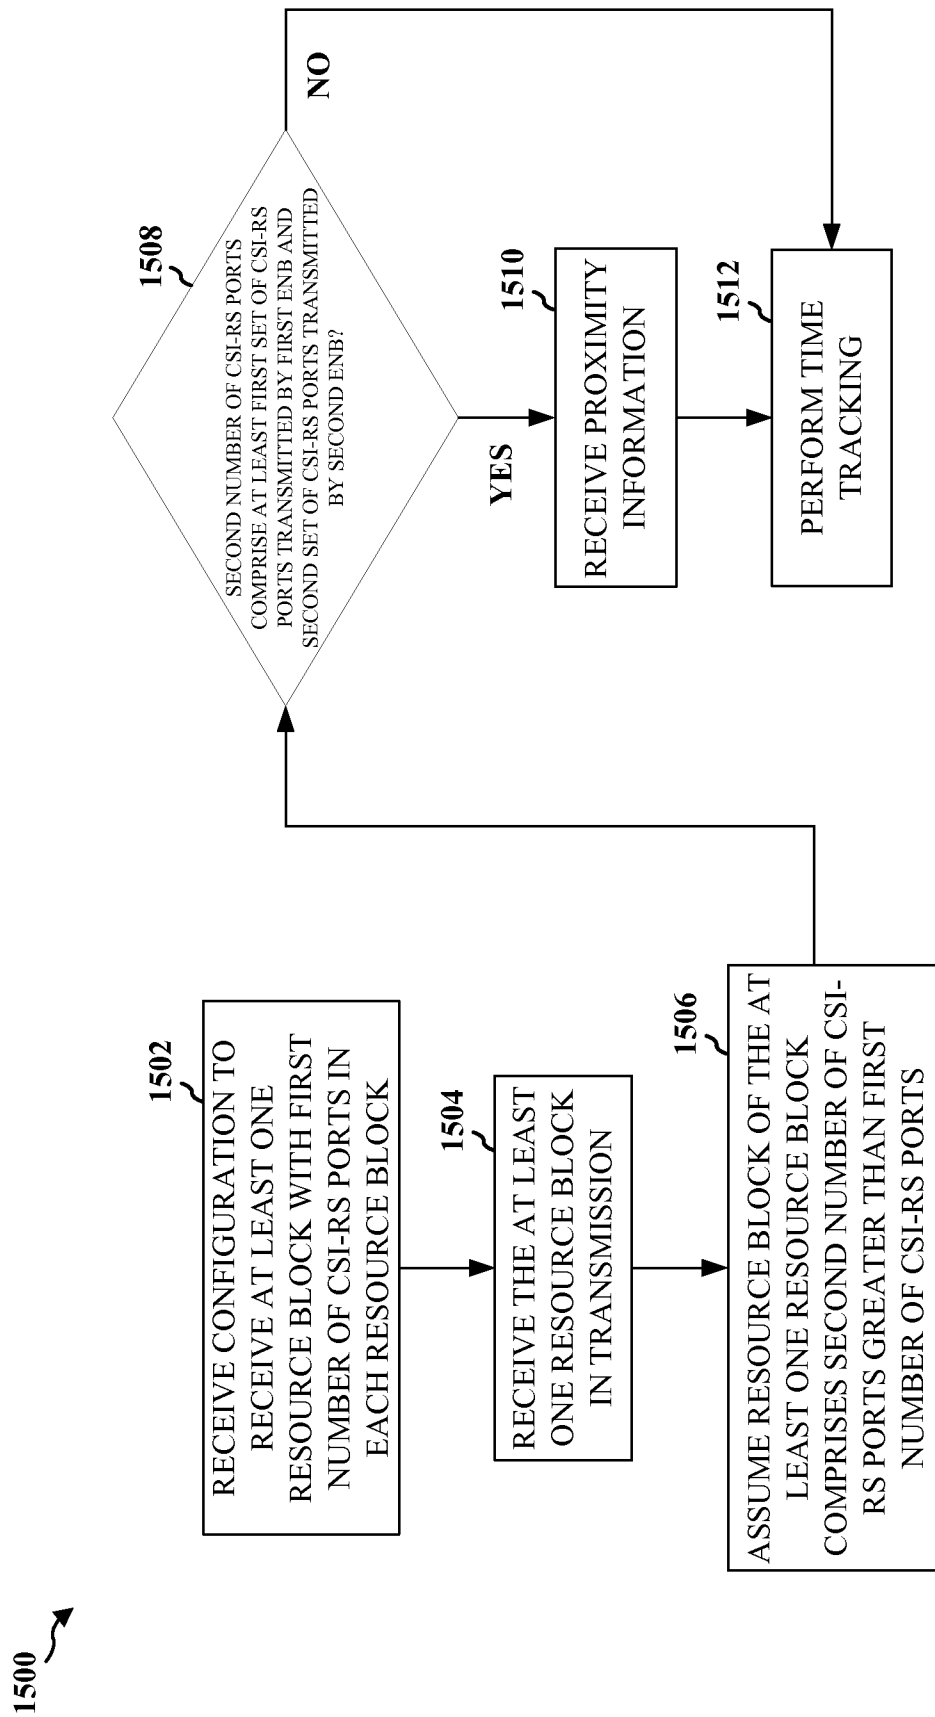 1500
1502
RECEIVE CONFIGURATION TO
RECEIVE AT LEAST ONE
RESOURCE BLOCK WITH FIRST
NUMBER OF CSI-RS PORTS IN
EACH RESOURCE BLOCK
1504
RECEIVE THE AT LEAST
ONE RESOURCE BLOCK
IN TRANSMISSION
1506
ASSUME RESOURCE BLOCK OF THE AT
LEAST ONE RESOURCE BLOCK
COMPRISES SECOND NUMBER OF CSI-
RS PORTS GREATER THAN FIRST
NUMBER OF CSI-RS PORTS
1508
SECOND NUMBER OF CSI-RS PORTS
COMPRISE AT LEAST FIRST SET OF CSI-RS
PORTS TRANSMITTED BY FIRST ENB AND
SECOND SET OF CSI-RS PORTS TRANSMITTED
BY SECOND ENB?
NO
YES
1510
RECEIVE PROXIMITY
INFORMATION
1512
PERFORM TIME
TRACKING